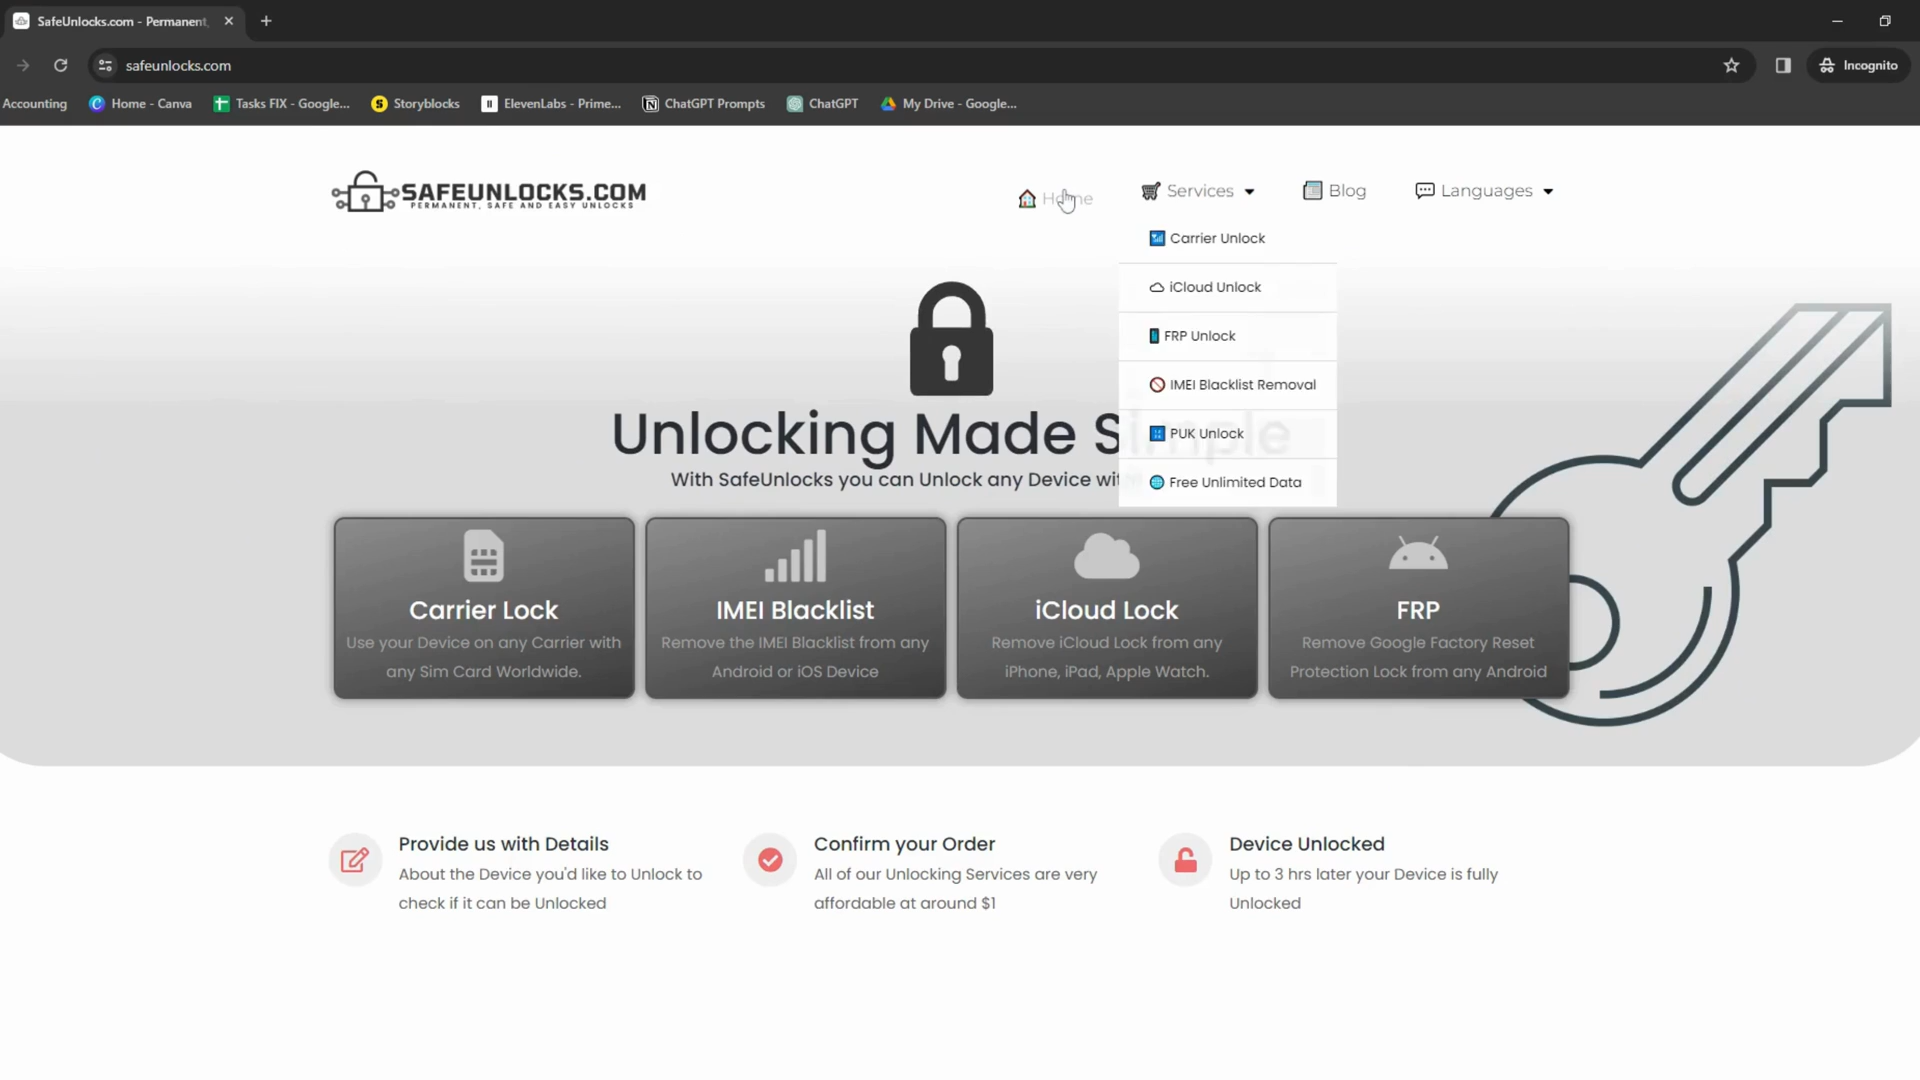 SafeUnlocks.com - Permanent
safeunlocks.com
Incognito
Accounting
Home - Canva
Tasks FIX - Google...
Storyblocks
ElevenLabs - Prime...
ChatGPT Prompts
ChatGPT
My Drive - Google...
SAFEUNLOCKS.COM
PERMANENT, SAFE AND EASY UNLOCKS
Home
Services
Blog
Languages
Carrier Unlock
iCloud Unlock
FRP Unlock
IMEI Blacklist Removal
PUK Unlock
Free Unlimited Data
Unlocking Made Simple
With SafeUnlocks you can Unlock any Device
Carrier Lock
Use your Device on any Carrier with
any Sim Card Worldwide.
IMEI Blacklist
Remove the IMEI Blacklist from any
Android or iOS Device
iCloud Lock
Remove iCloud Lock from any
iPhone, iPad, Apple Watch.
FRP
Remove Google Factory Reset
Protection Lock from any Android
Provide us with Details
About the Device you'd like to Unlock to
check if it can be Unlocked
Confirm your Order
All of our Unlocking Services are very
affordable at around $1
Device Unlocked
Up to 3 hrs later your Device is fully
Unlocked